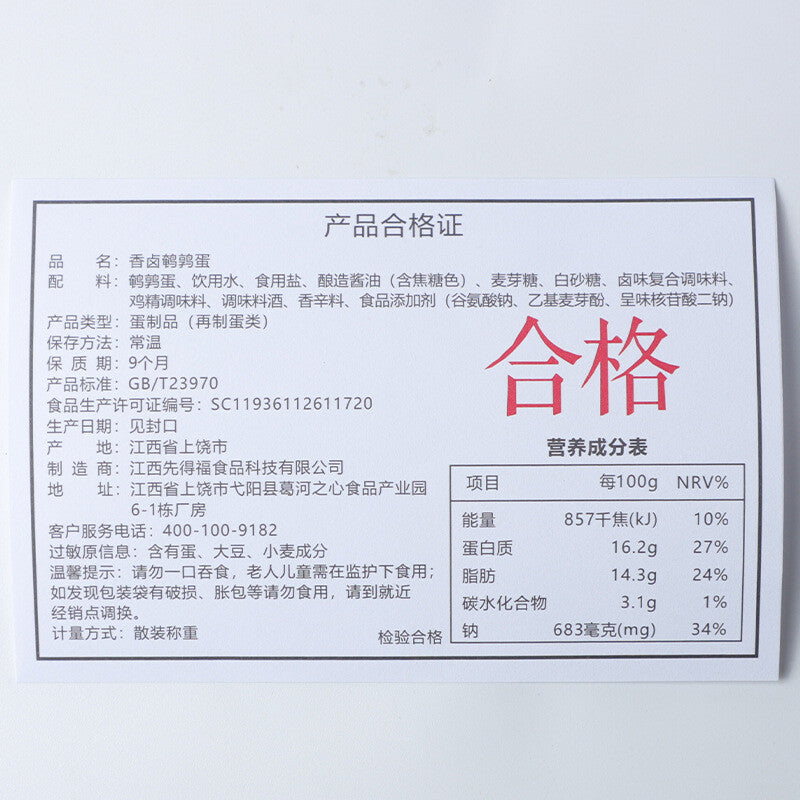 产品合格证
品 名：香卤鹌鹑蛋
配 料：鹌鹑蛋、饮用水、食用盐、酿造酱油（含焦糖色）、麦芽糖、白砂糖、卤味复合调味料、
鸡精调味料、调味料酒、香辛料、食品添加剂（谷氨酸钠、乙基麦芽酚、呈味核苷酸二钠）
产品类型：蛋制品（再制蛋类）
保存方法：常温
保 质 期：9个月
产品标准：GB/T23970
食品生产许可证编号：SC11936112611720
生产日期：见封口
产 地：江西省上饶市
制 造 商：江西先得福食品科技有限公司
地 址：江西省上饶市弋阳县葛河之心食品产业园
6-1栋厂房
客户服务电话：400-100-9182
过敏原信息：含有蛋、大豆、小麦成分
温馨提示：请勿一口吞食，老人儿童需在监护下食用；
如发现包装袋有破损、胀包等请勿食用，请到就近
经销点调换。
计量方式：散装称重
检验合格
合格
营养成分表
项目 每100g NRV%
能量 857千焦(kJ) 10%
蛋白质 16.2g 27%
脂肪 14.3g 24%
碳水化合物 3.1g 1%
钠 683毫克(mg) 34%